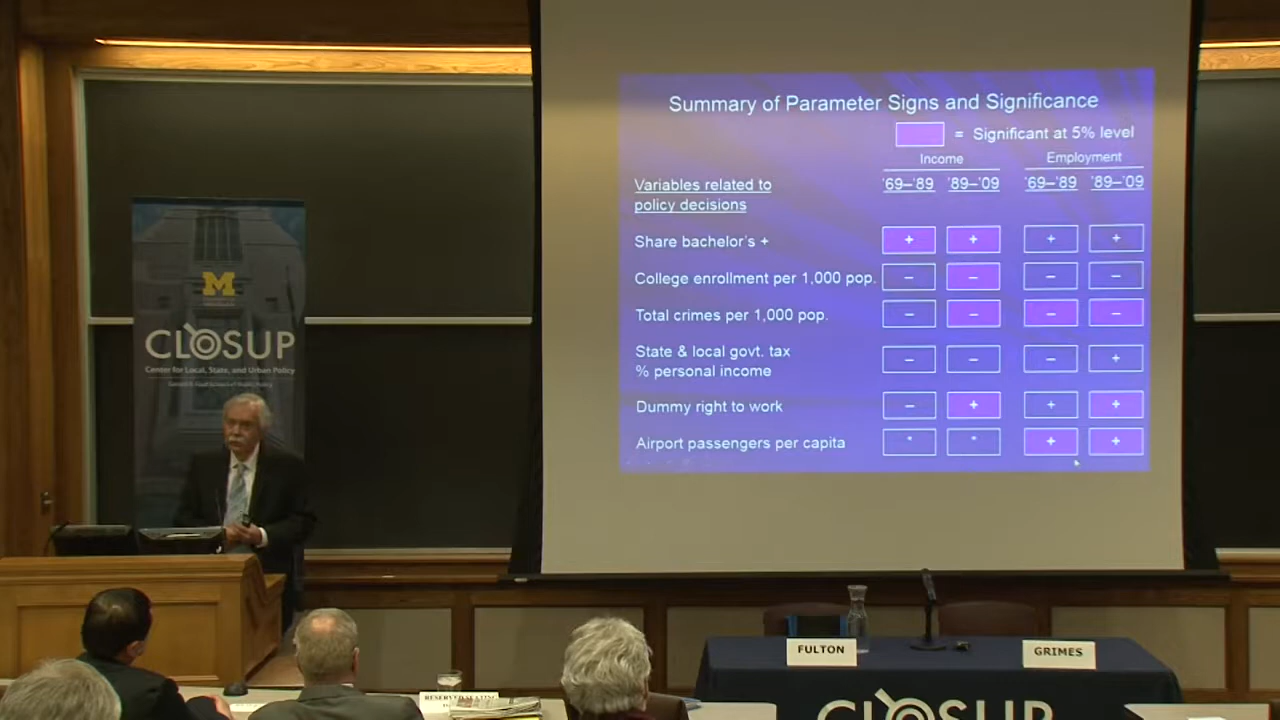 Summary of Parameter Signs and Significance
= Significant at 5% level
Income Employment
Variables related to policy decisions
'69–'89 '89–'09 '69–'89 '89–'09
Share bachelor's + + + + +
College enrollment per 1,000 pop. – – – –
Total crimes per 1,000 pop. – – – –
State & local govt. tax % personal income – – – +
Dummy right to work – + + +
Airport passengers per capita * * + +
M
CLOSUP
Center for Local, State, and Urban Policy
FULTON
GRIMES
RESERVED SEATING
CLOSUP